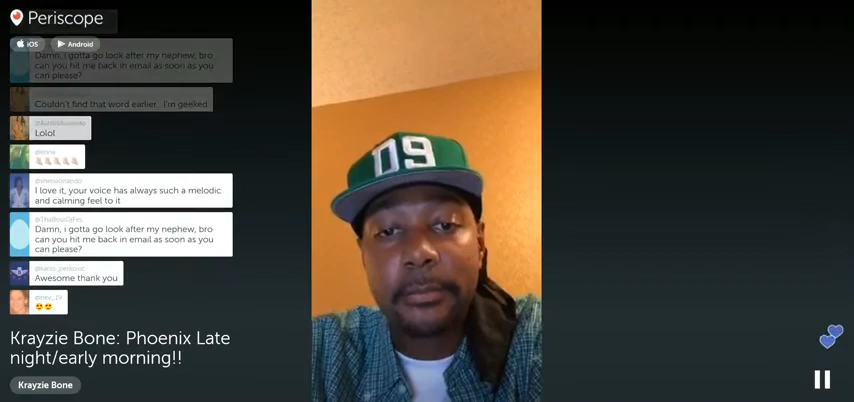 Periscope
iOS
Android
Damn, i gotta go look after my nephew, bro
can you hit me back in email as soon as you
can please?
Couldn't find that word earlier.. I'm geeked
Lolol
I love it, your voice has always such a melodic
and calming feel to it
@ThaBossDjFes
Damn, i gotta go look after my nephew, bro
can you hit me back in email as soon as you
can please?
Awesome thank you
D9
Krayzie Bone: Phoenix Late
night/early morning!!
Krayzie Bone